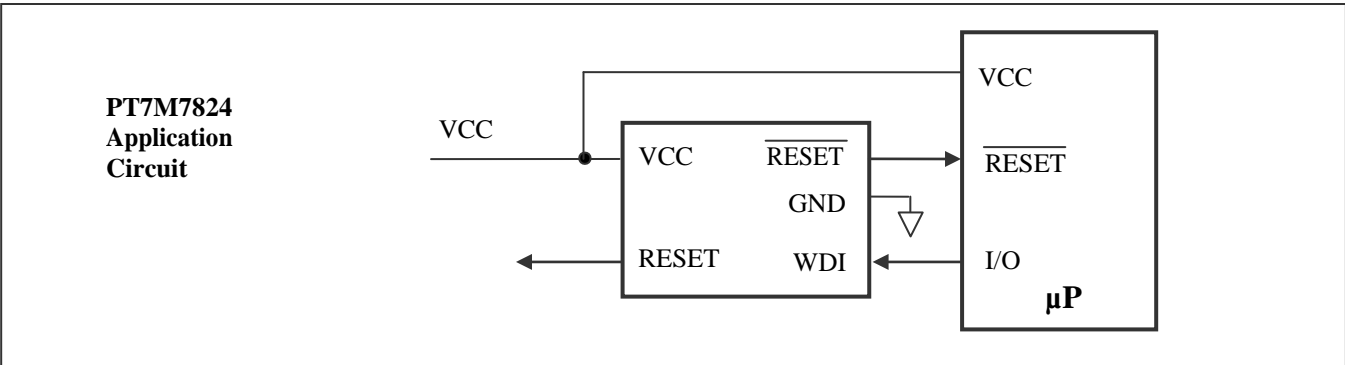 PT7M7824
Application
Circuit
VCC
VCC
RESET
GND
RESET
WDI
VCC
RESET
I/O
µP